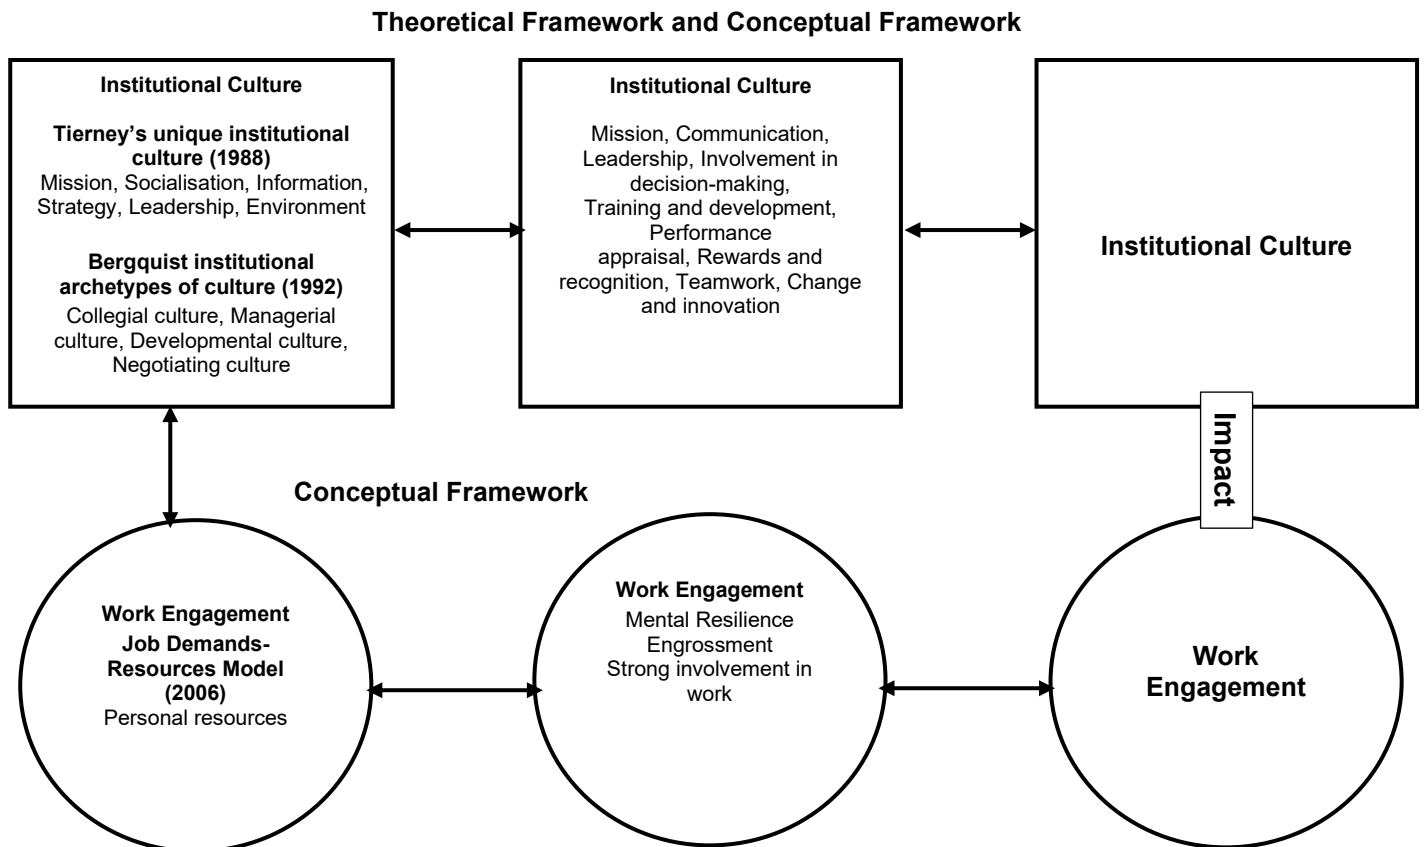 Theoretical Framework and Conceptual Framework
Institutional Culture
Tierney’s unique institutional
culture (1988)
Mission, Socialisation, Information,
Strategy, Leadership, Environment
Bergquist institutional
archetypes of culture (1992)
Collegial culture, Managerial
culture, Developmental culture,
Negotiating culture
Institutional Culture
Mission, Communication,
Leadership, Involvement in
decision-making,
Training and development,
Performance
appraisal, Rewards and
recognition, Teamwork, Change
and innovation
Institutional Culture
Impact
Conceptual Framework
Work Engagement
Job Demands-
Resources Model
(2006)
Personal resources
Work Engagement
Mental Resilience
Engrossment
Strong involvement in
work
Work
Engagement